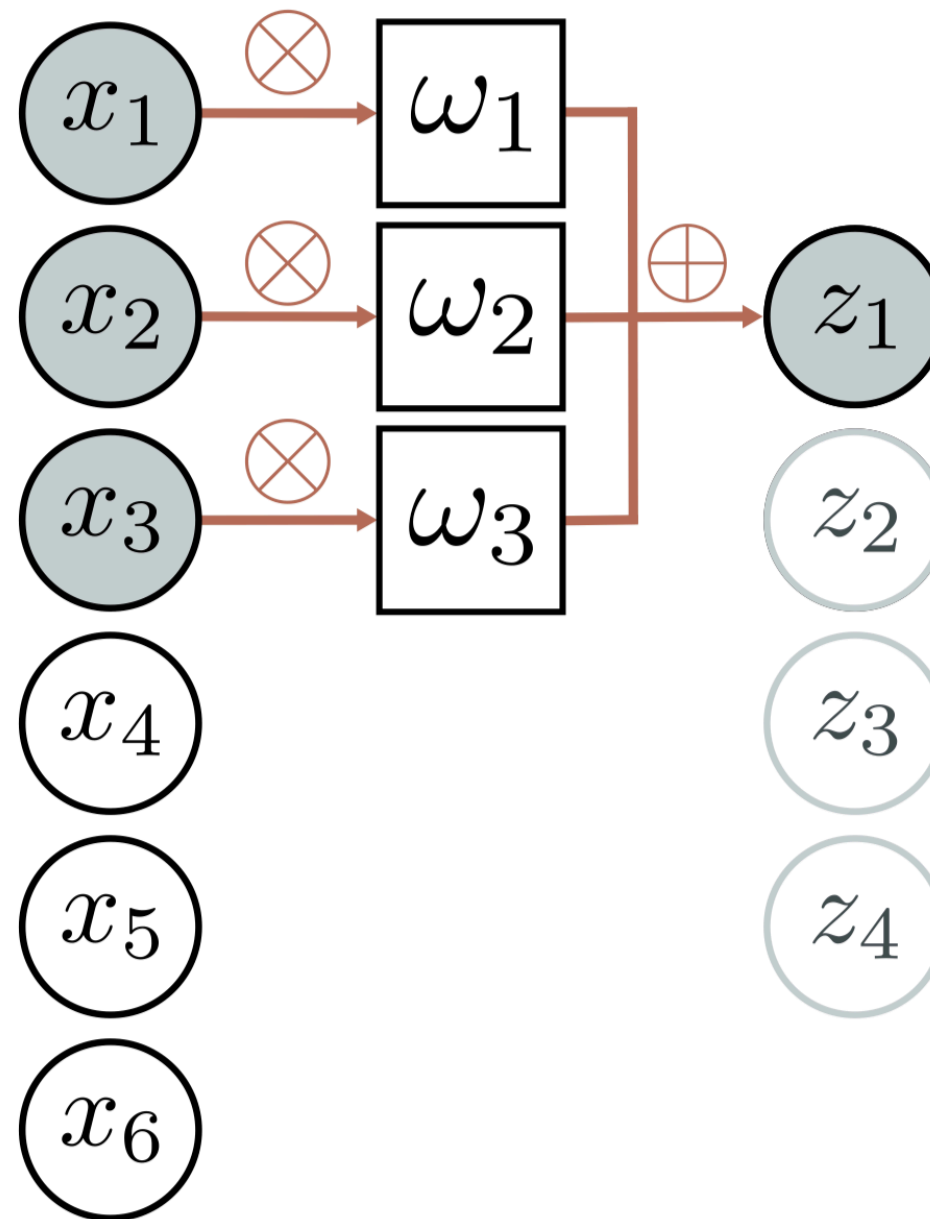 x₁ ⊗ ω₁
x₂ ⊗ ω₂ ⊕ z₁
x₃ ⊗ ω₃ z₂
x₄ z₃
x₅ z₄
x₆